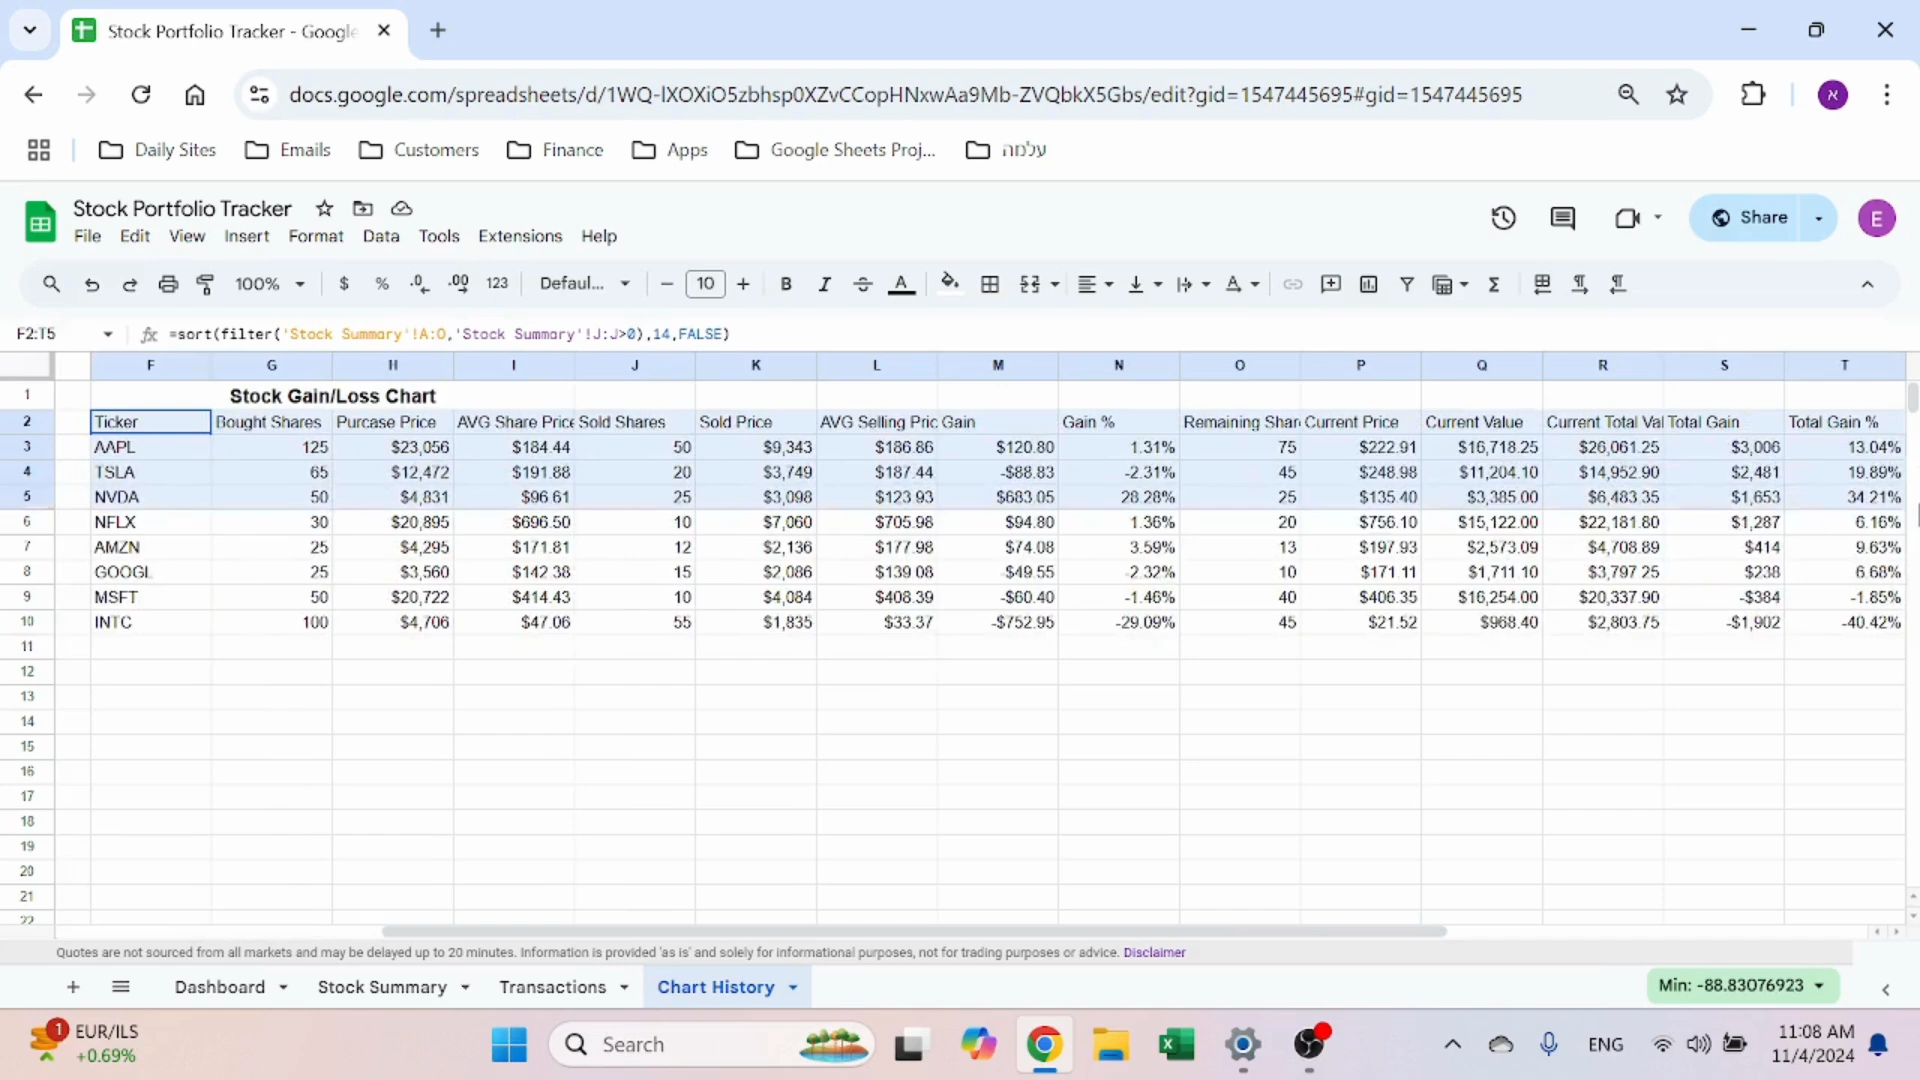 Stock Portfolio Tracker - Google
docs.google.com/spreadsheets/d/1WQ-lXOXiO5zbhsp0XZvCCopHNxwAa9Mb-ZVQbkX5Gbs/edit?gid=1547445695#gid=1547445695
א
Daily Sites Emails Customers Finance Apps Google Sheets Proj... עלמה
Stock Portfolio Tracker
Share
E
File Edit View Insert Format Data Tools Extensions Help
100% $ % .0 .00 123 Defaul... 10 B I A
F2:T5 fx =sort(filter('Stock Summary'!A:O,'Stock Summary'!J:J>0),14,FALSE)
F G H I J K L M N O P Q R S T
1 Stock Gain/Loss Chart
2 Ticker Bought Shares Purcase Price AVG Share Price Sold Shares Sold Price AVG Selling Pric Gain Gain % Remaining Shar Current Price Current Value Current Total Val Total Gain Total Gain %
3 AAPL 125 $23,056 $184.44 50 $9,343 $186.86 $120.80 1.31% 75 $222.91 $16,718.25 $26,061.25 $3,006 13.04%
4 TSLA 65 $12,472 $191.88 20 $3,749 $187.44 -$88.83 -2.31% 45 $248.98 $11,204.10 $14,952.90 $2,481 19.89%
5 NVDA 50 $4,831 $96.61 25 $3,098 $123.93 $683.05 28.28% 25 $135.40 $3,385.00 $6,483.35 $1,653 34.21%
6 NFLX 30 $20,895 $696.50 10 $7,060 $705.98 $94.80 1.36% 20 $756.10 $15,122.00 $22,181.80 $1,287 6.16%
7 AMZN 25 $4,295 $171.81 12 $2,136 $177.98 $74.08 3.59% 13 $197.93 $2,573.09 $4,708.89 $414 9.63%
8 GOOGL 25 $3,560 $142.38 15 $2,086 $139.08 -$49.55 -2.32% 10 $171.11 $1,711.10 $3,797.25 $238 6.68%
9 MSFT 50 $20,722 $414.43 10 $4,084 $408.39 -$60.40 -1.46% 40 $406.35 $16,254.00 $20,337.90 -$384 -1.85%
10 INTC 100 $4,706 $47.06 55 $1,835 $33.37 -$752.95 -29.09% 45 $21.52 $968.40 $2,803.75 -$1,902 -40.42%
11
12
13
14
15
16
17
18
19
20
21
22
Quotes are not sourced from all markets and may be delayed up to 20 minutes. Information is provided 'as is' and solely for informational purposes, not for trading purposes or advice. Disclaimer
Dashboard Stock Summary Transactions Chart History Min: -88.83076923
1 EUR/ILS
+0.69%
Search
ENG
11:08 AM
11/4/2024